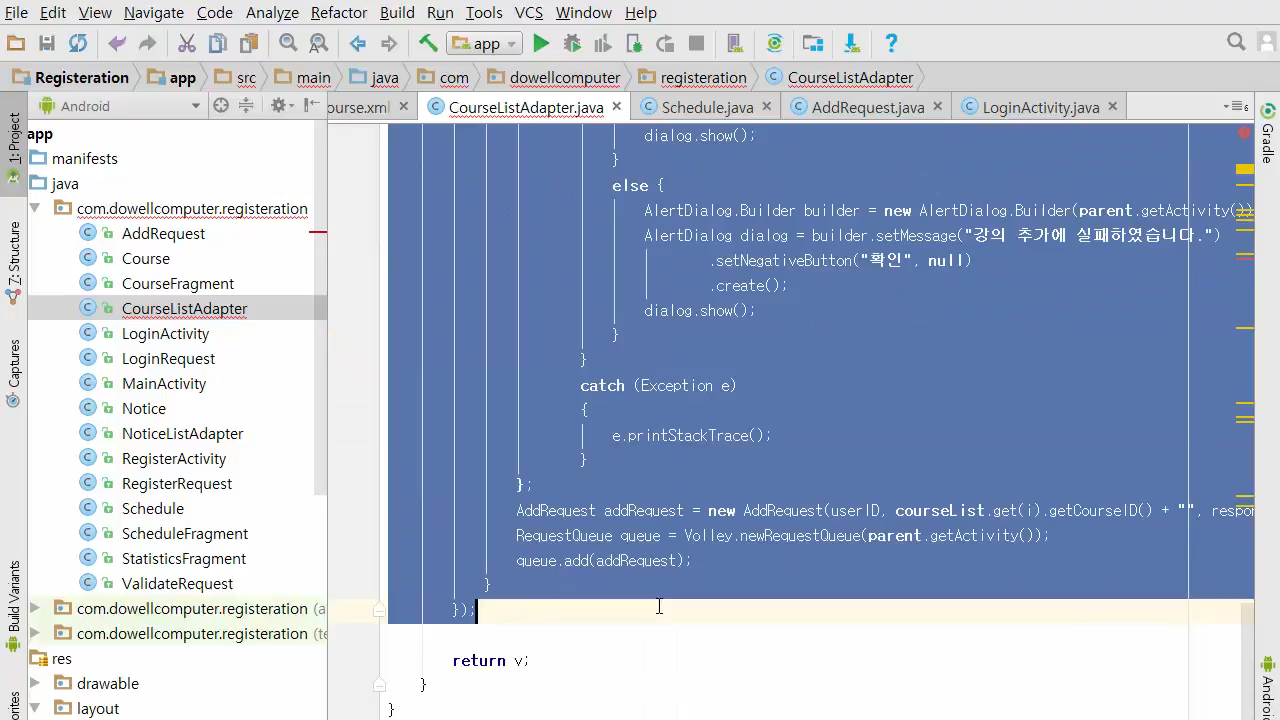 File Edit View Navigate Code Analyze Refactor Build Run Tools VCS Window Help
app
Registeration app src main java com dowellcomputer registeration CourseListAdapter
Android
ourse.xml CourseListAdapter.java Schedule.java AddRequest.java LoginActivity.java
1: Project
Z: Structure
Captures
Build Variants
orites
app
manifests
java
com.dowellcomputer.registeration
AddRequest
Course
CourseFragment
CourseListAdapter
LoginActivity
LoginRequest
MainActivity
Notice
NoticeListAdapter
RegisterActivity
RegisterRequest
Schedule
ScheduleFragment
StatisticsFragment
ValidateRequest
com.dowellcomputer.registeration (a
com.dowellcomputer.registeration (te
res
drawable
layout
dialog.show();
}
else {
AlertDialog.Builder builder = new AlertDialog.Builder(parent.getActivity())
AlertDialog dialog = builder.setMessage("강의 추가에 실패하였습니다.")
.setNegativeButton("확인", null)
.create();
dialog.show();
}
}
catch (Exception e)
{
e.printStackTrace();
}
};
AddRequest addRequest = new AddRequest(userID, courseList.get(i).getCourseID() + "", respon
RequestQueue queue = Volley.newRequestQueue(parent.getActivity());
queue.add(addRequest);
}
});
return v;
}
}
Gradle